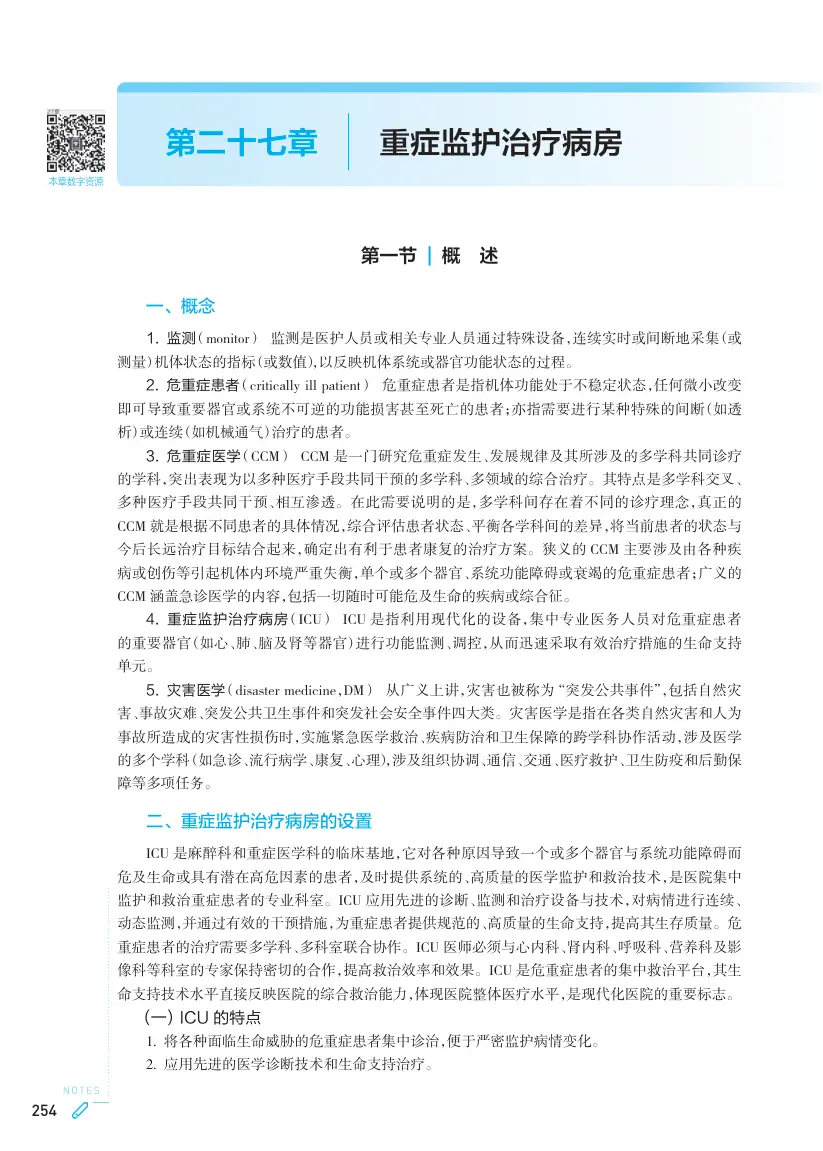 本章数字资源
第二十七章 重症监护治疗病房
第一节 | 概 述
一、概念
1. 监测（monitor） 监测是医护人员或相关专业人员通过特殊设备，连续实时或间断地采集（或
测量）机体状态的指标（或数值），以反映机体系统或器官功能状态的过程。
2. 危重症患者（critically ill patient） 危重症患者是指机体功能处于不稳定状态，任何微小改变
即可导致重要器官或系统不可逆的功能损害甚至死亡的患者；亦指需要进行某种特殊的间断（如透
析）或连续（如机械通气）治疗的患者。
3. 危重症医学（CCM） CCM 是一门研究危重症发生、发展规律及其所涉及的多学科共同诊疗
的学科，突出表现为以多种医疗手段共同干预的多学科、多领域的综合治疗。其特点是多学科交叉、
多种医疗手段共同干预、相互渗透。在此需要说明的是，多学科间存在着不同的诊疗理念，真正的
CCM 就是根据不同患者的具体情况，综合评估患者状态、平衡各学科间的差异，将当前患者的状态与
今后长远治疗目标结合起来，确定出有利于患者康复的治疗方案。狭义的 CCM 主要涉及由各种疾
病或创伤等引起机体内环境严重失衡，单个或多个器官、系统功能障碍或衰竭的危重症患者；广义的
CCM 涵盖急诊医学的内容，包括一切随时可能危及生命的疾病或综合征。
4. 重症监护治疗病房（ICU） ICU 是指利用现代化的设备，集中专业医务人员对危重症患者
的重要器官（如心、肺、脑及肾等器官）进行功能监测、调控，从而迅速采取有效治疗措施的生命支持
单元。
5. 灾害医学（disaster medicine，DM） 从广义上讲，灾害也被称为“突发公共事件”，包括自然灾
害、事故灾难、突发公共卫生事件和突发社会安全事件四大类。灾害医学是指在各类自然灾害和人为
事故所造成的灾害性损伤时，实施紧急医学救治、疾病防治和卫生保障的跨学科协作活动，涉及医学
的多个学科（如急诊、流行病学、康复、心理），涉及组织协调、通信、交通、医疗救护、卫生防疫和后勤保
障等多项任务。
二、重症监护治疗病房的设置
ICU 是麻醉科和重症医学科的临床基地，它对各种原因导致一个或多个器官与系统功能障碍而
危及生命或具有潜在高危因素的患者，及时提供系统的、高质量的医学监护和救治技术，是医院集中
监护和救治重症患者的专业科室。ICU 应用先进的诊断、监测和治疗设备与技术，对病情进行连续、
动态监测，并通过有效的干预措施，为重症患者提供规范的、高质量的生命支持，提高其生存质量。危
重症患者的治疗需要多学科、多科室联合协作。ICU 医师必须与心内科、肾内科、呼吸科、营养科及影
像科等科室的专家保持密切的合作，提高救治效率和效果。ICU 是危重症患者的集中救治平台，其生
命支持技术水平直接反映医院的综合救治能力，体现医院整体医疗水平，是现代化医院的重要标志。
（一）ICU 的特点
1. 将各种面临生命威胁的危重症患者集中诊治，便于严密监护病情变化。
2. 应用先进的医学诊断技术和生命支持治疗。
NOTES
254